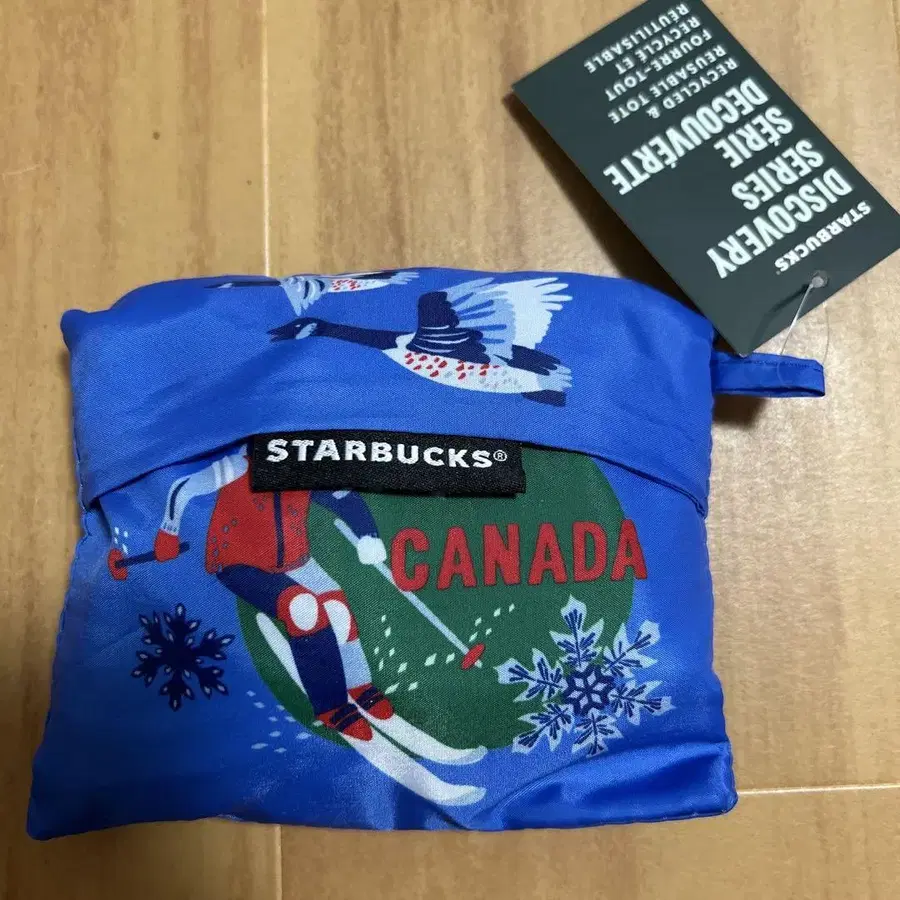 STARBUCKS®
CANADA
STARBUCKS®
DISCOVERY
SERIES
SÉRIE
DÉCOUVERTE
RECYCLED &
REUSABLE TOTE
FOURRE-TOUT
RECYCLÉ ET
RÉUTILISABLE